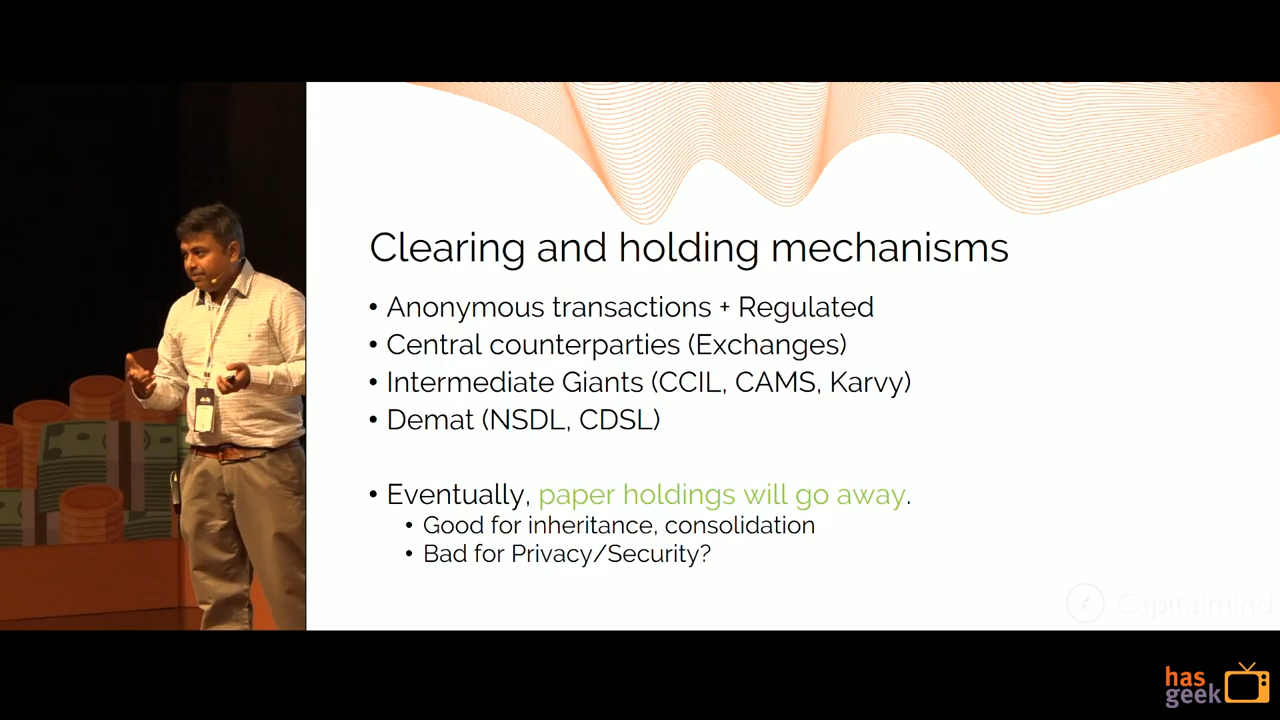 Clearing and holding mechanisms
• Anonymous transactions + Regulated
• Central counterparties (Exchanges)
• Intermediate Giants (CCIL, CAMS, Karvy)
• Demat (NSDL, CDSL)
• Eventually, paper holdings will go away.
• Good for inheritance, consolidation
• Bad for Privacy/Security?
Capitalmind
has
geek